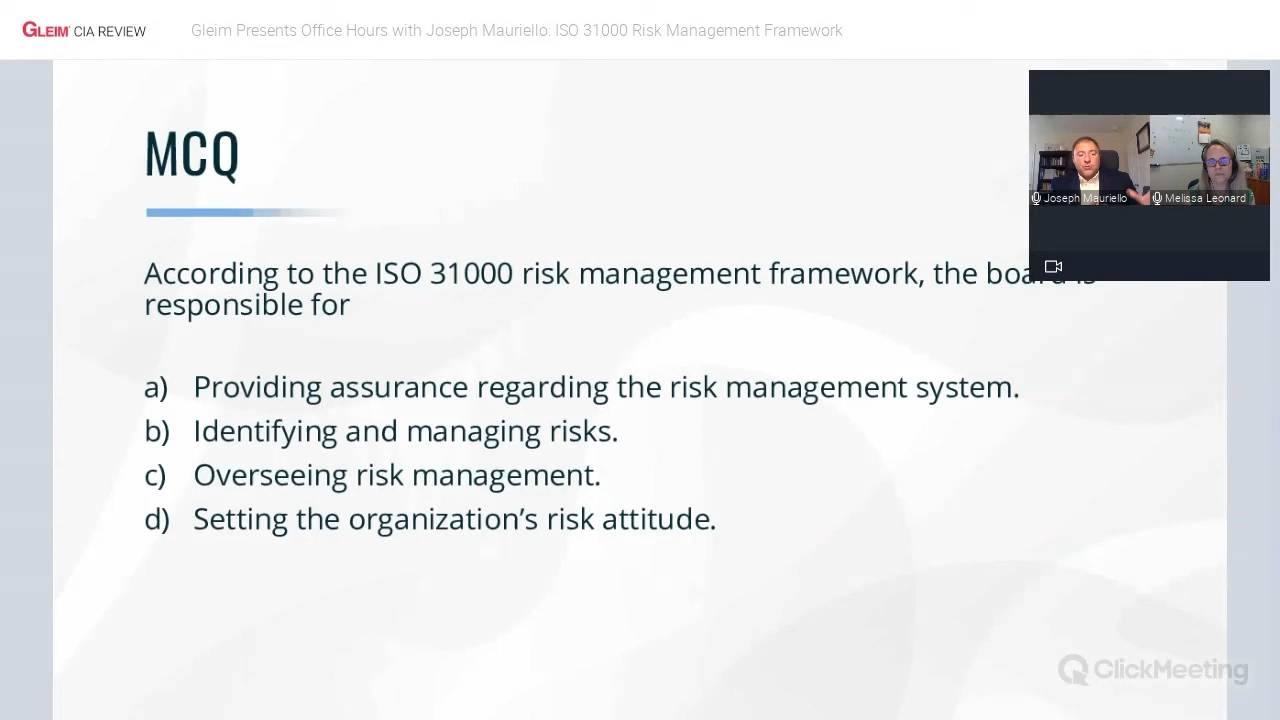 GLEIM CIA REVIEW
Gleim Presents Office Hours with Joseph Mauriello: ISO 31000 Risk Management Framework
MCQ
Joseph Mauriello
Melissa Leonard
According to the ISO 31000 risk management framework, the board is
responsible for
a) Providing assurance regarding the risk management system.
b) Identifying and managing risks.
c) Overseeing risk management.
d) Setting the organization’s risk attitude.
ClickMeeting